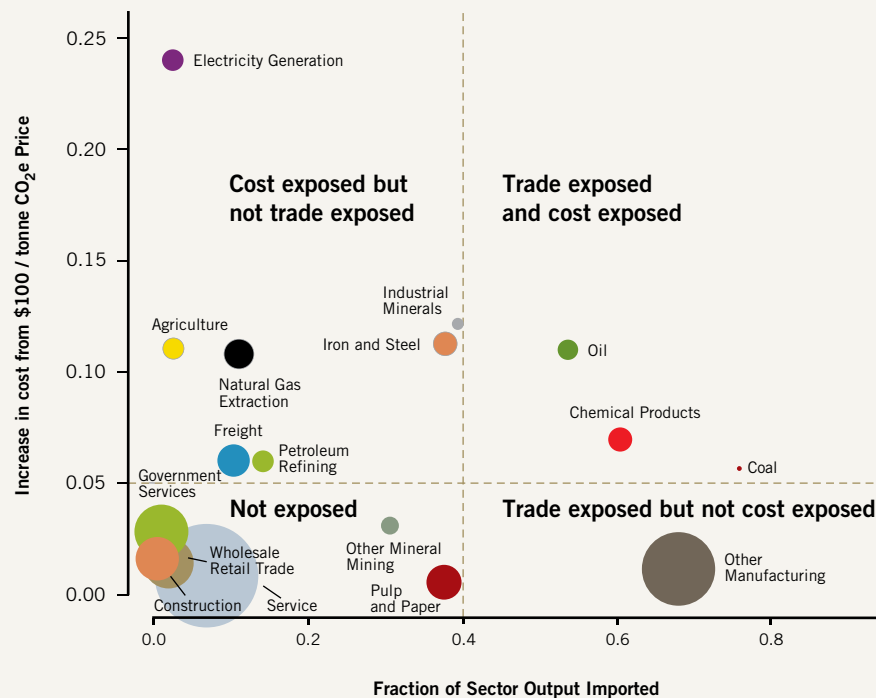 0.25
0.20
0.15
0.10
0.05
0.00
Increase in cost from $100 / tonne CO2e Price
Electricity Generation
Cost exposed but
not trade exposed
Trade exposed
and cost exposed
Industrial
Minerals
Agriculture
Iron and Steel
Oil
Natural Gas
Extraction
Chemical Products
Freight
Petroleum
Refining
Coal
Government
Services
Not exposed
Trade exposed but not cost exposed
Other Mineral
Mining
Wholesale
Retail Trade
Other
Manufacturing
Pulp
and Paper
Construction
Service
0.0
0.2
0.4
0.6
0.8
Fraction of Sector Output Imported